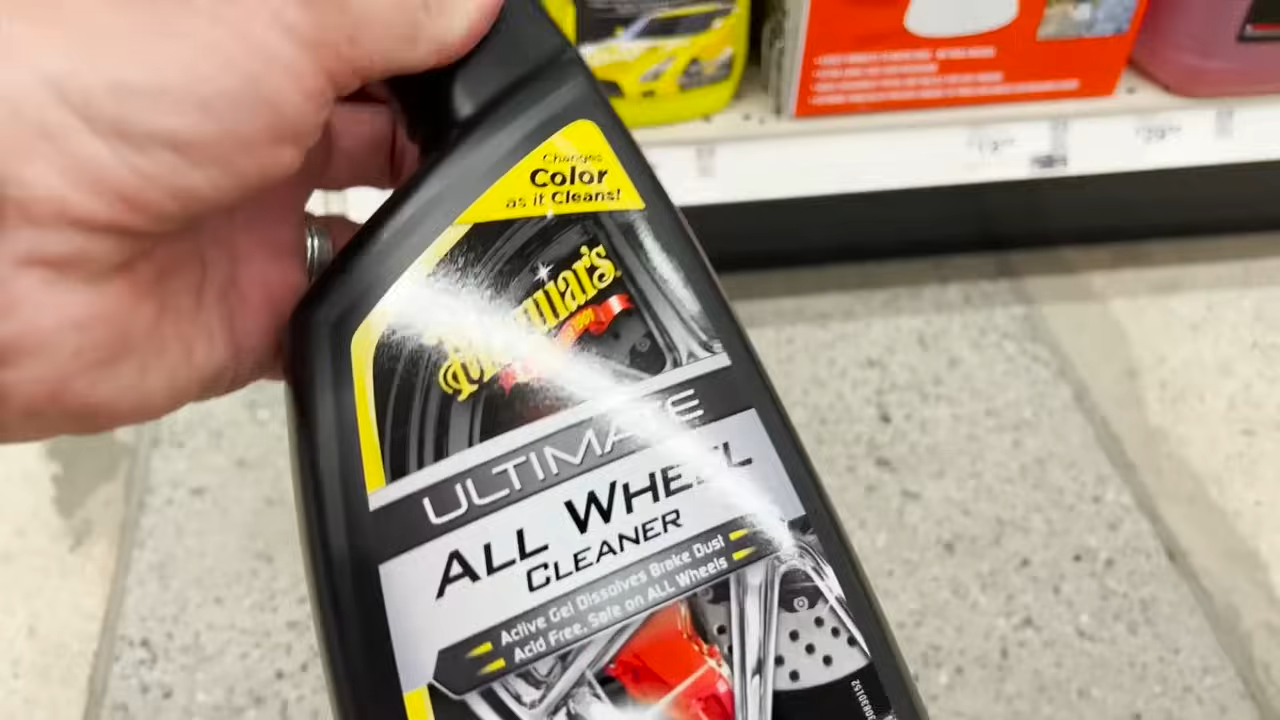 Changes
Color
as it Cleans!
Meguiar's
ULTIMATE
ALL WHEEL
CLEANER
Active Gel Dissolves Brake Dust
Acid Free, Safe on ALL Wheels